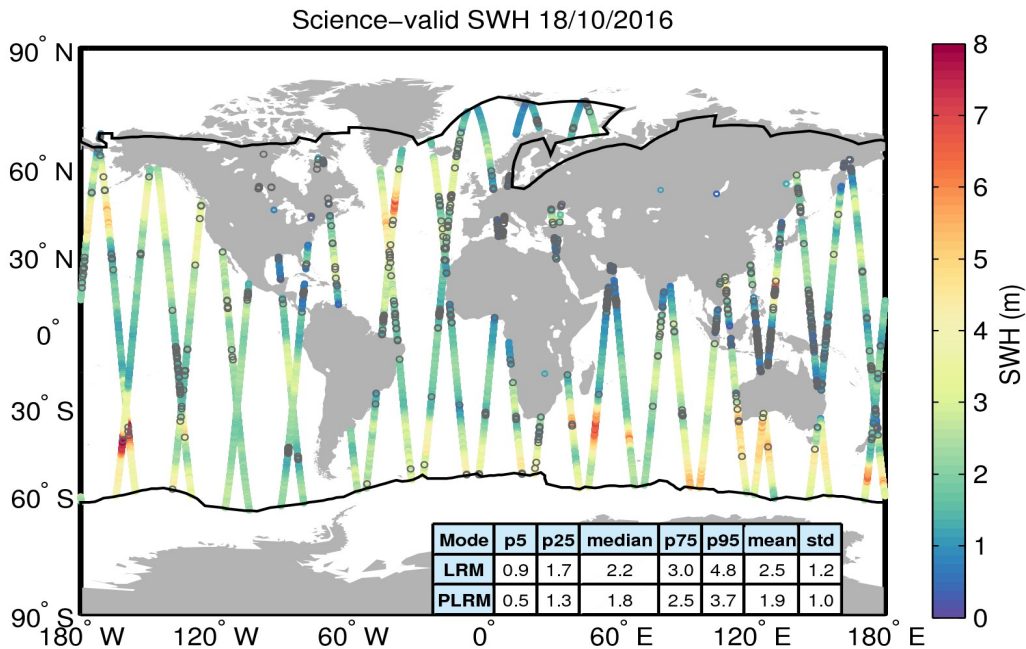 Science−valid SWH 18/10/2016
90° N
60° N
30° N
0°
30° S
60° S
90° S
180° W
120° W
60° W
0°
60° E
120° E
180° E
Mode p5 p25 median p75 p95 mean std
LRM 0.9 1.7 2.2 3.0 4.8 2.5 1.2
PLRM 0.5 1.3 1.8 2.5 3.7 1.9 1.0
8
7
6
5
4
3
2
1
0
SWH (m)